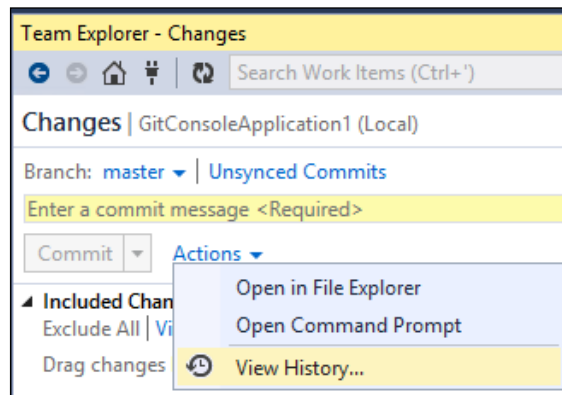 Team Explorer - Changes
Search Work Items (Ctrl+')
Changes | GitConsoleApplication1 (Local)
Branch: master | Unsynced Commits
Enter a commit message <Required>
Commit Actions
Open in File Explorer
Included Chan
Exclude All | Vi
Open Command Prompt
Drag changes
View History...